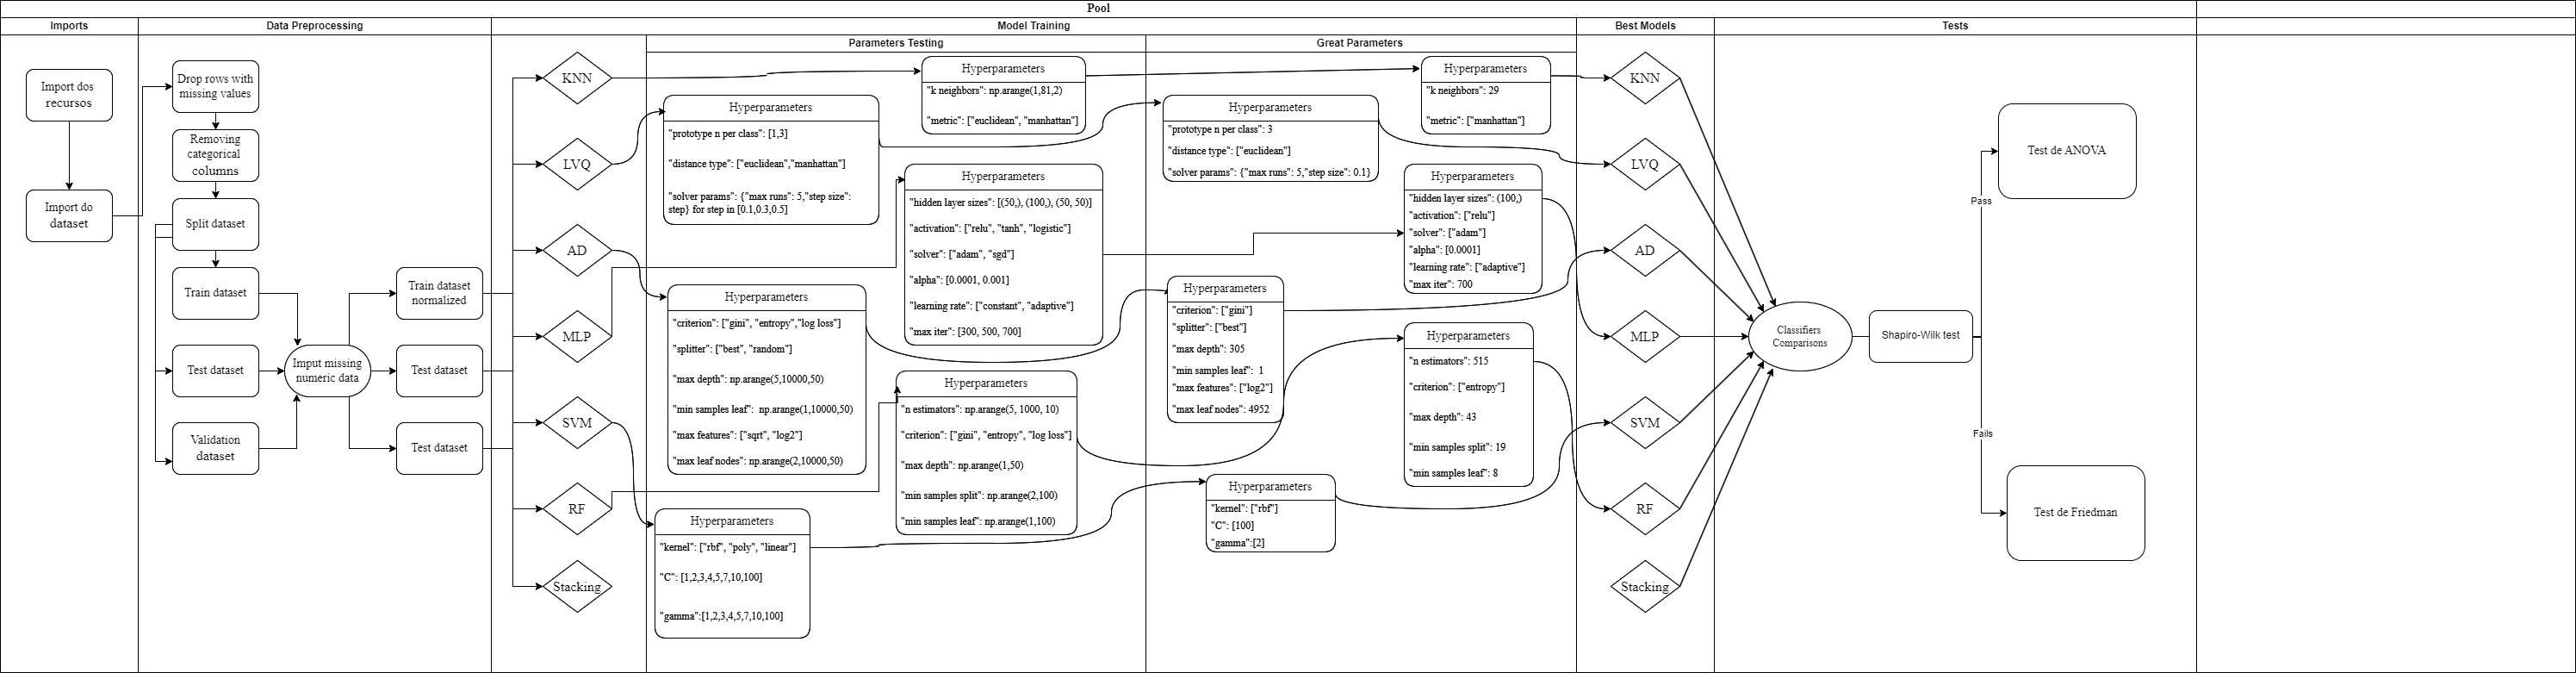 Pool
Imports
Data Preprocessing
Model Training
Best Models
Tests
Parameters Testing
Great Parameters
Import dos
recursos
Import do
dataset
Drop rows with
missing values
Removing
categorical
columns
Split dataset
Train dataset
Test dataset
Validation
dataset
Imput missing
numeric data
Train dataset
normalized
Test dataset
Test dataset
KNN
LVQ
AD
MLP
SVM
RF
Stacking
Hyperparameters
"k neighbors": np.arange(1,81,2)
"metric": ["euclidean", "manhattan"]
Hyperparameters
"prototype n per class": [1,3]
"distance type": ["euclidean","manhattan"]
"solver params": {"max runs": 5,"step size":
step} for step in [0.1,0.3,0.5]
Hyperparameters
"hidden layer sizes": [(50,), (100,), (50, 50)]
"activation": ["relu", "tanh", "logistic"]
"solver": ["adam", "sgd"]
"alpha": [0.0001, 0.001]
"learning rate": ["constant", "adaptive"]
"max iter": [300, 500, 700]
Hyperparameters
"criterion": ["gini", "entropy","log loss"]
"splitter": ["best", "random"]
"max depth": np.arange(5,10000,50)
"min samples leaf":  np.arange(1,10000,50)
"max features": ["sqrt", "log2"]
"max leaf nodes": np.arange(2,10000,50)
Hyperparameters
"n estimators": np.arange(5, 1000, 10)
"criterion": ["gini", "entropy", "log loss"]
"max depth": np.arange(1,50)
"min samples split": np.arange(2,100)
"min samples leaf": np.arange(1,100)
Hyperparameters
"kernel": ["rbf", "poly", "linear"]
"C": [1,2,3,4,5,7,10,100]
"gamma":[1,2,3,4,5,7,10,100]
Hyperparameters
"k neighbors": 29
"metric": ["manhattan"]
Hyperparameters
"prototype n per class": 3
"distance type": ["euclidean"]
"solver params": {"max runs": 5,"step size": 0.1}
Hyperparameters
"hidden layer sizes": (100,)
"activation": ["relu"]
"solver": ["adam"]
"alpha": [0.0001]
"learning rate": ["adaptive"]
"max iter": 700
Hyperparameters
"criterion": ["gini"]
"splitter": ["best"]
"max depth": 305
"min samples leaf":  1
"max features": ["log2"]
"max leaf nodes": 4952
Hyperparameters
"n estimators": 515
"criterion": ["entropy"]
"max depth": 43
"min samples split": 19
"min samples leaf": 8
Hyperparameters
"kernel": ["rbf"]
"C": [100]
"gamma":[2]
KNN
LVQ
AD
MLP
SVM
RF
Stacking
Classifiers
Comparisons
Shapiro-Wilk test
Pass
Fails
Test de ANOVA
Test de Friedman